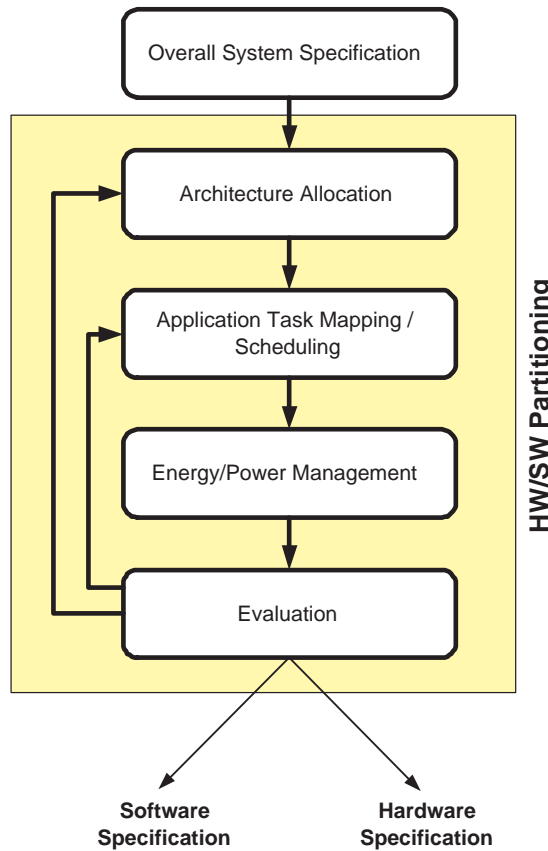 Overall System Specification
Architecture Allocation
Application Task Mapping /
Scheduling
Energy/Power Management
Evaluation
HW/SW Partitioning
Software
Specification
Hardware
Specification